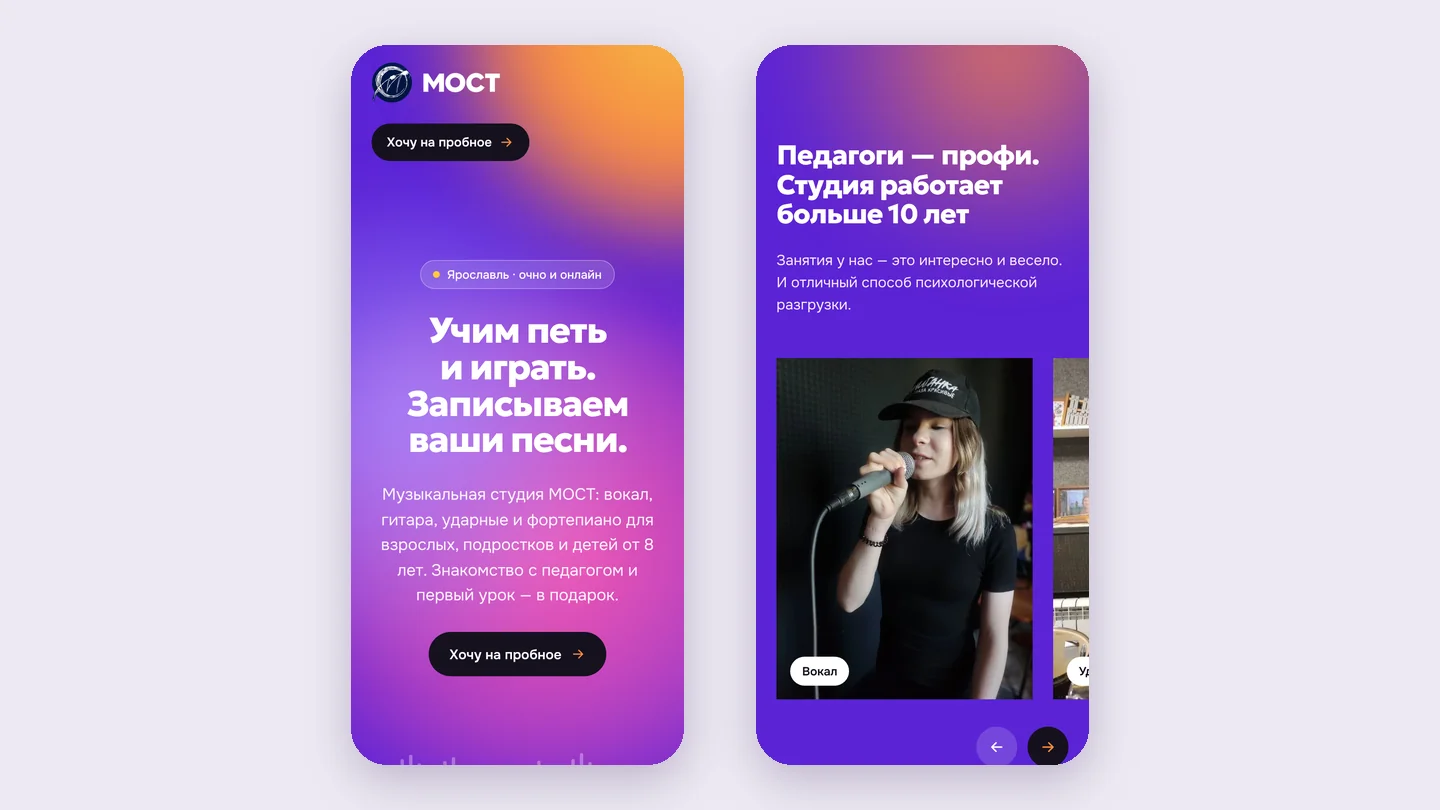 МОСТ
Хочу на пробное →
Ярославль · очно и онлайн
Учим петь
и играть.
Записываем
ваши песни.
Музыкальная студия МОСТ: вокал,
гитара, ударные и фортепиано для
взрослых, подростков и детей от 8
лет. Знакомство с педагогом и
первый урок — в подарок.
Хочу на пробное →
Педагоги — профи.
Студия работает
больше 10 лет
Занятия у нас — это интересно и весело.
И отличный способ психологической
разгрузки.
Вокал